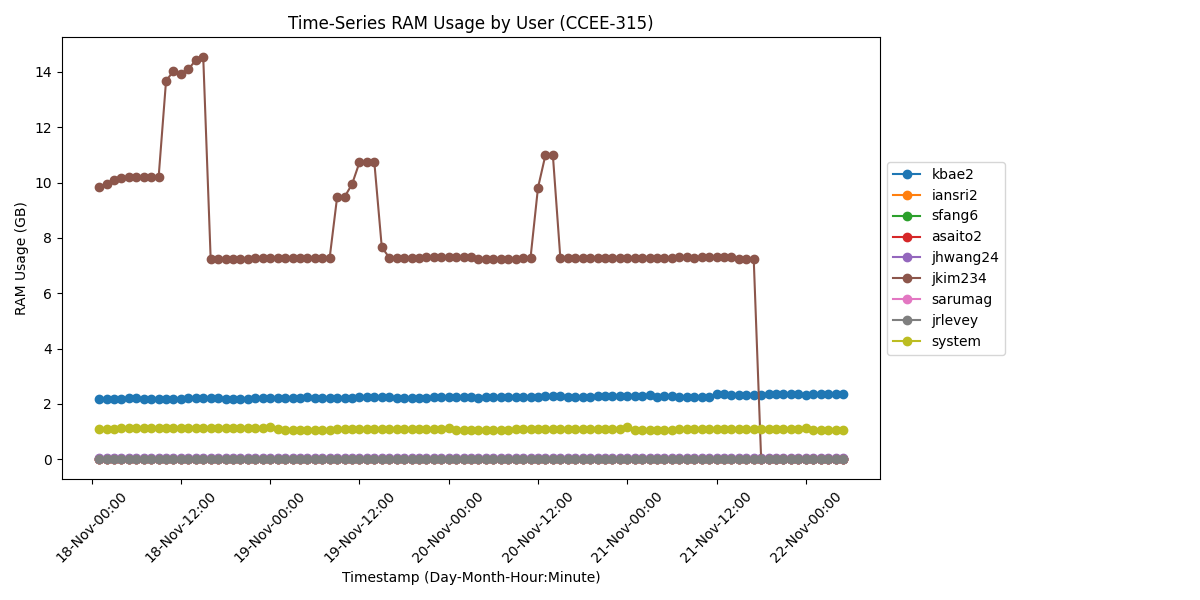 Time-Series RAM Usage by User (CCEE-315)
RAM Usage (GB)
14
12
10
8
6
4
2
0
18-Nov-00:00
18-Nov-12:00
19-Nov-00:00
19-Nov-12:00
20-Nov-00:00
20-Nov-12:00
21-Nov-00:00
21-Nov-12:00
22-Nov-00:00
Timestamp (Day-Month-Hour:Minute)
kbae2
iansri2
sfang6
asaito2
jhwang24
jkim234
sarumag
jrlevey
system